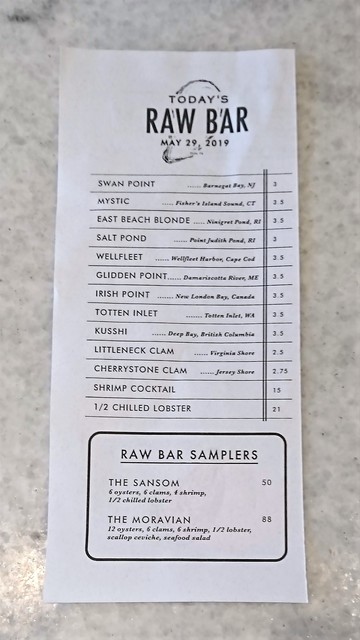 TODAY'S
RAW BAR
MAY 29, 2019
SWAN POINT ...... Barnegat Bay, NJ 3
MYSTIC ...... Fisher's Island Sound, CT 3.5
EAST BEACH BLONDE ..... Ninigret Pond, RI 3.5
SALT POND ...... Point Judith Pond, RI 3
WELLFLEET ...... Wellfleet Harbor, Cape Cod 3.5
GLIDDEN POINT...... Damariscotta River, ME 3.5
IRISH POINT ....... New London Bay, Canada 3.5
TOTTEN INLET ........ Totten Inlet, WA 3.5
KUSSHI ...... Deep Bay, British Columbia 3.5
LITTLENECK CLAM ...... Virginia Shore 2.5
CHERRYSTONE CLAM ...... Jersey Shore 2.75
SHRIMP COCKTAIL 15
1/2 CHILLED LOBSTER 21
RAW BAR SAMPLERS
THE SANSOM 50
6 oysters, 6 clams, 4 shrimp,
1/2 chilled lobster
THE MORAVIAN 88
12 oysters, 6 clams, 6 shrimp, 1/2 lobster,
scallop ceviche, seafood salad